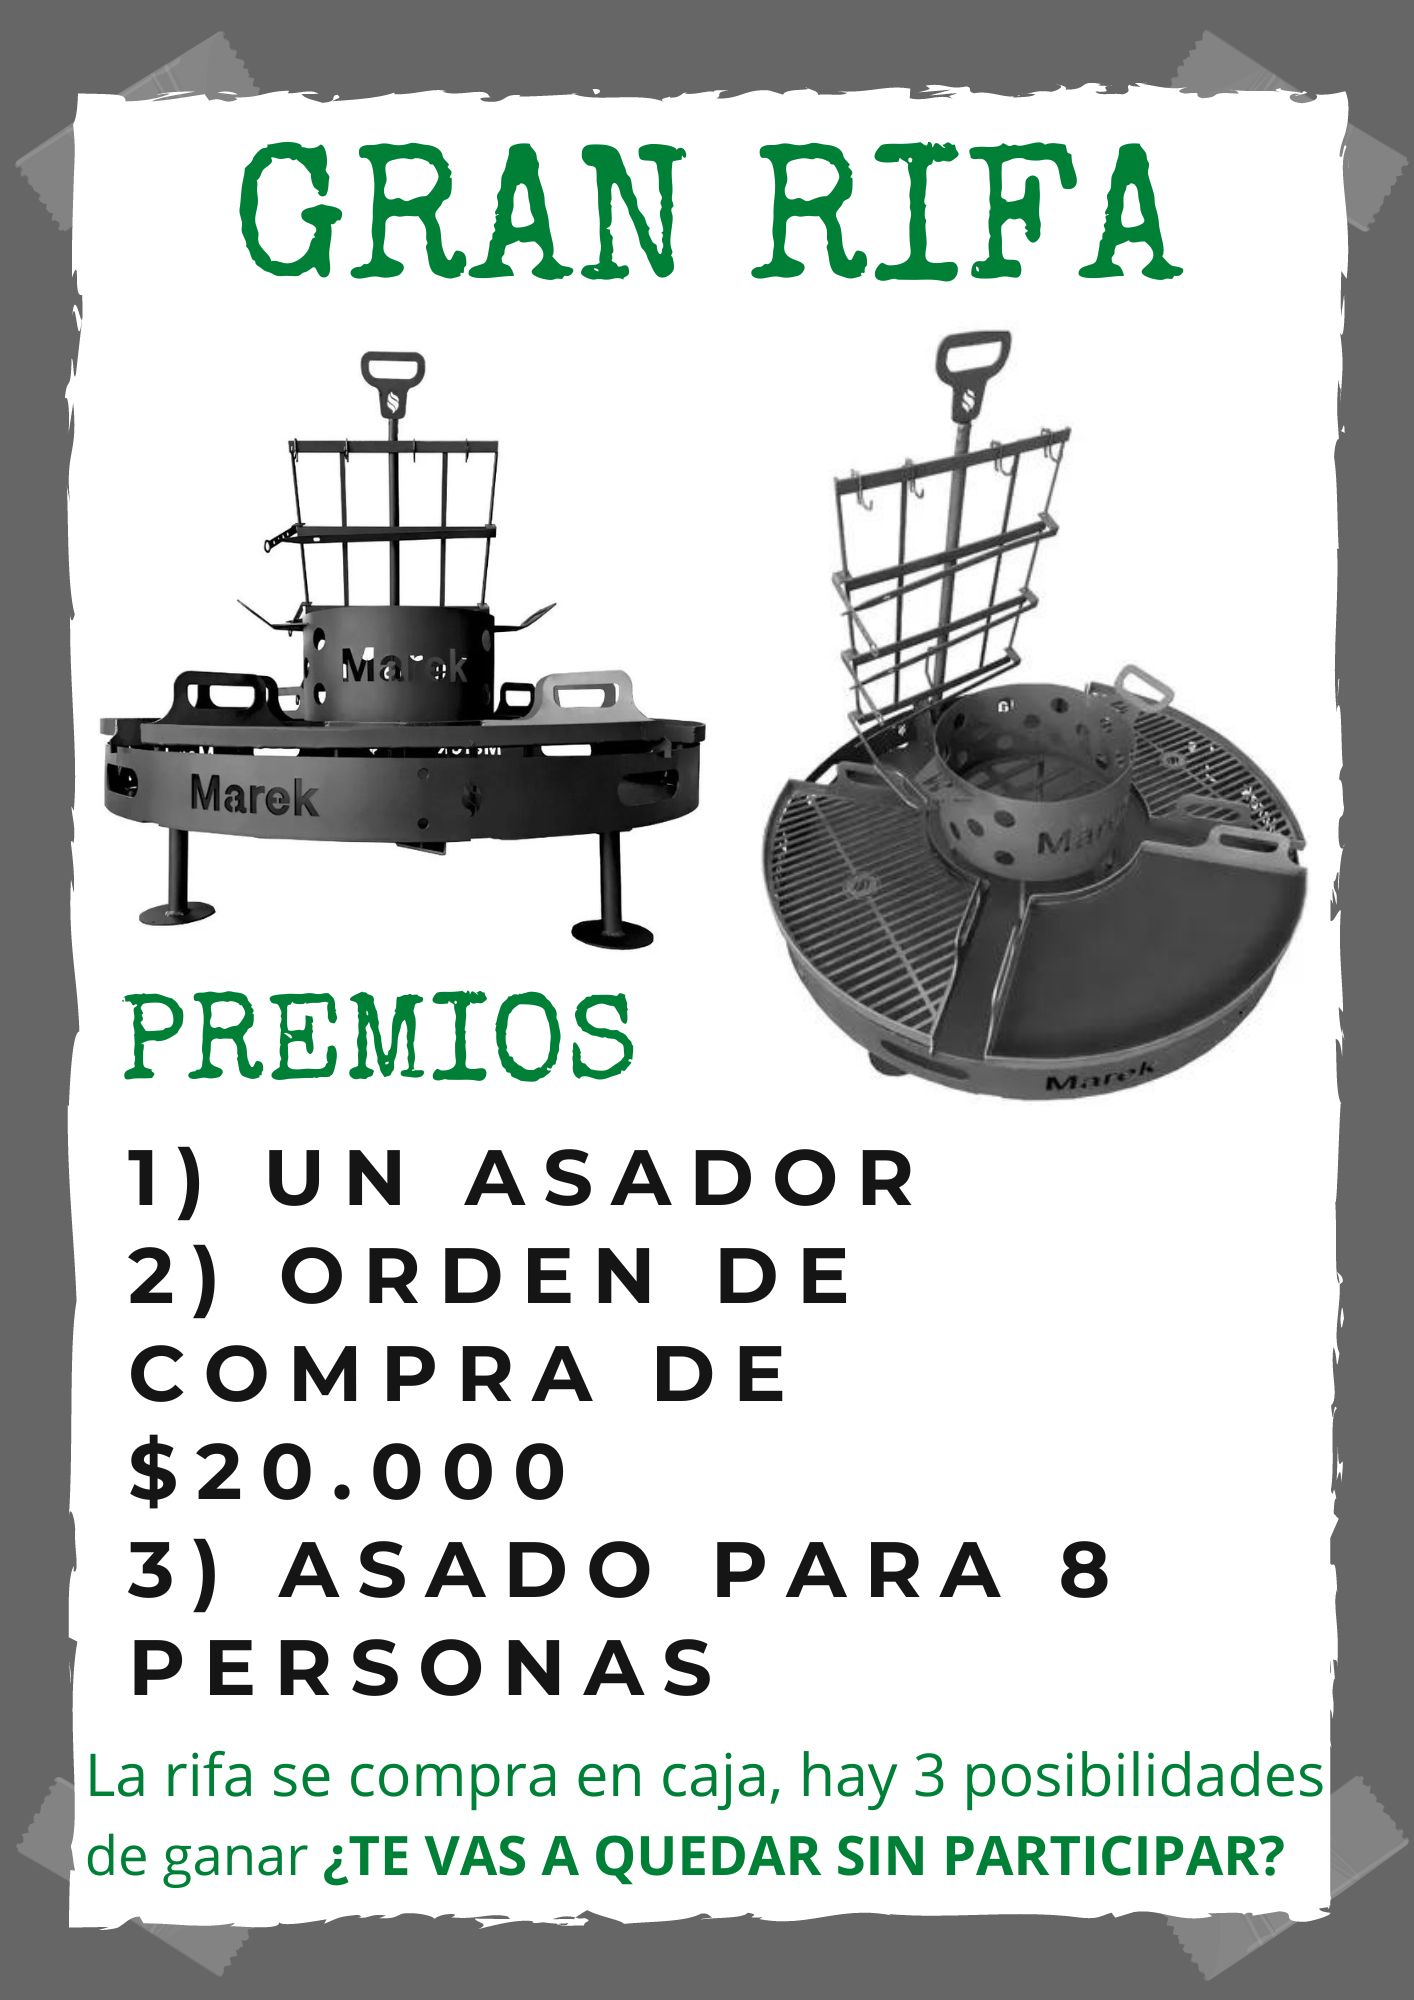 GRAN RIFA
Marek
Marek
Marek
Marek
PREMIOS
1) UN ASADOR
2) ORDEN DE
COMPRA DE
$20.000
3) ASADO PARA 8
PERSONAS
La rifa se compra en caja, hay 3 posibilidades
de ganar ¿TE VAS A QUEDAR SIN PARTICIPAR?